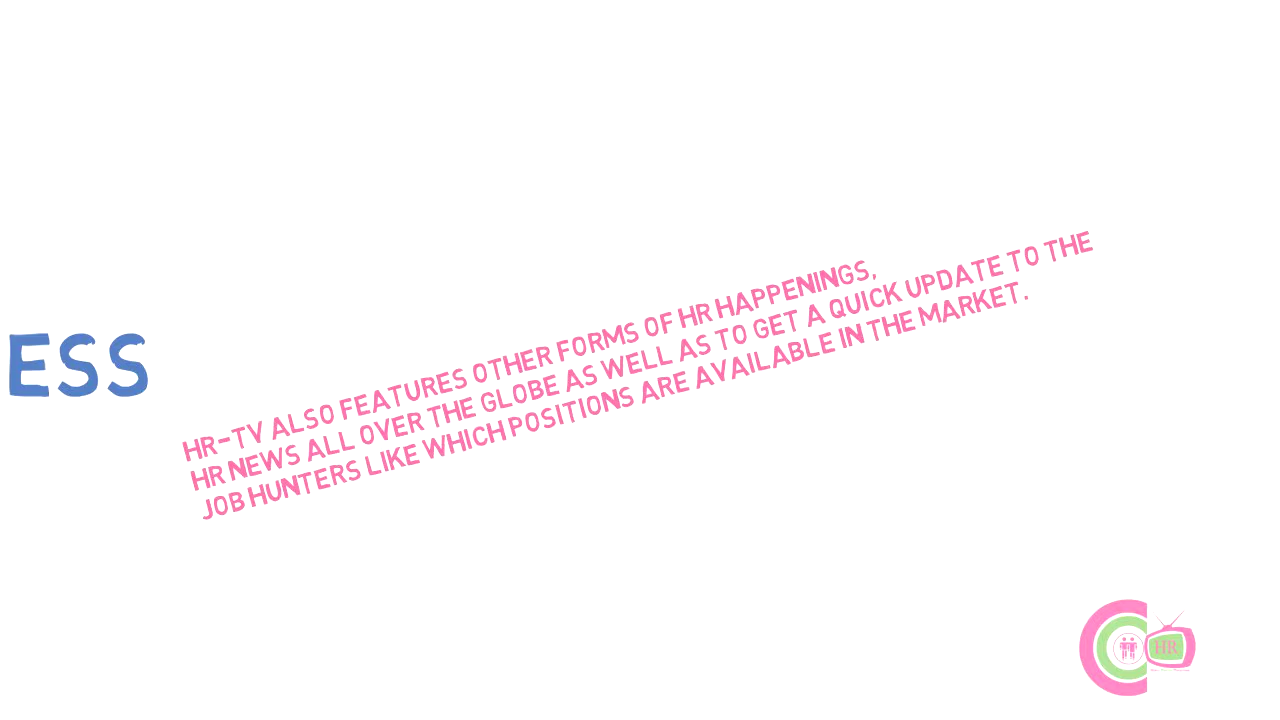 ESS
HR-TV ALSO FEATURES OTHER FORMS OF HR HAPPENINGS,
HR NEWS ALL OVER THE GLOBE AS WELL AS TO GET A QUICK UPDATE TO THE
JOB HUNTERS LIKE WHICH POSITIONS ARE AVAILABLE IN THE MARKET.
HR